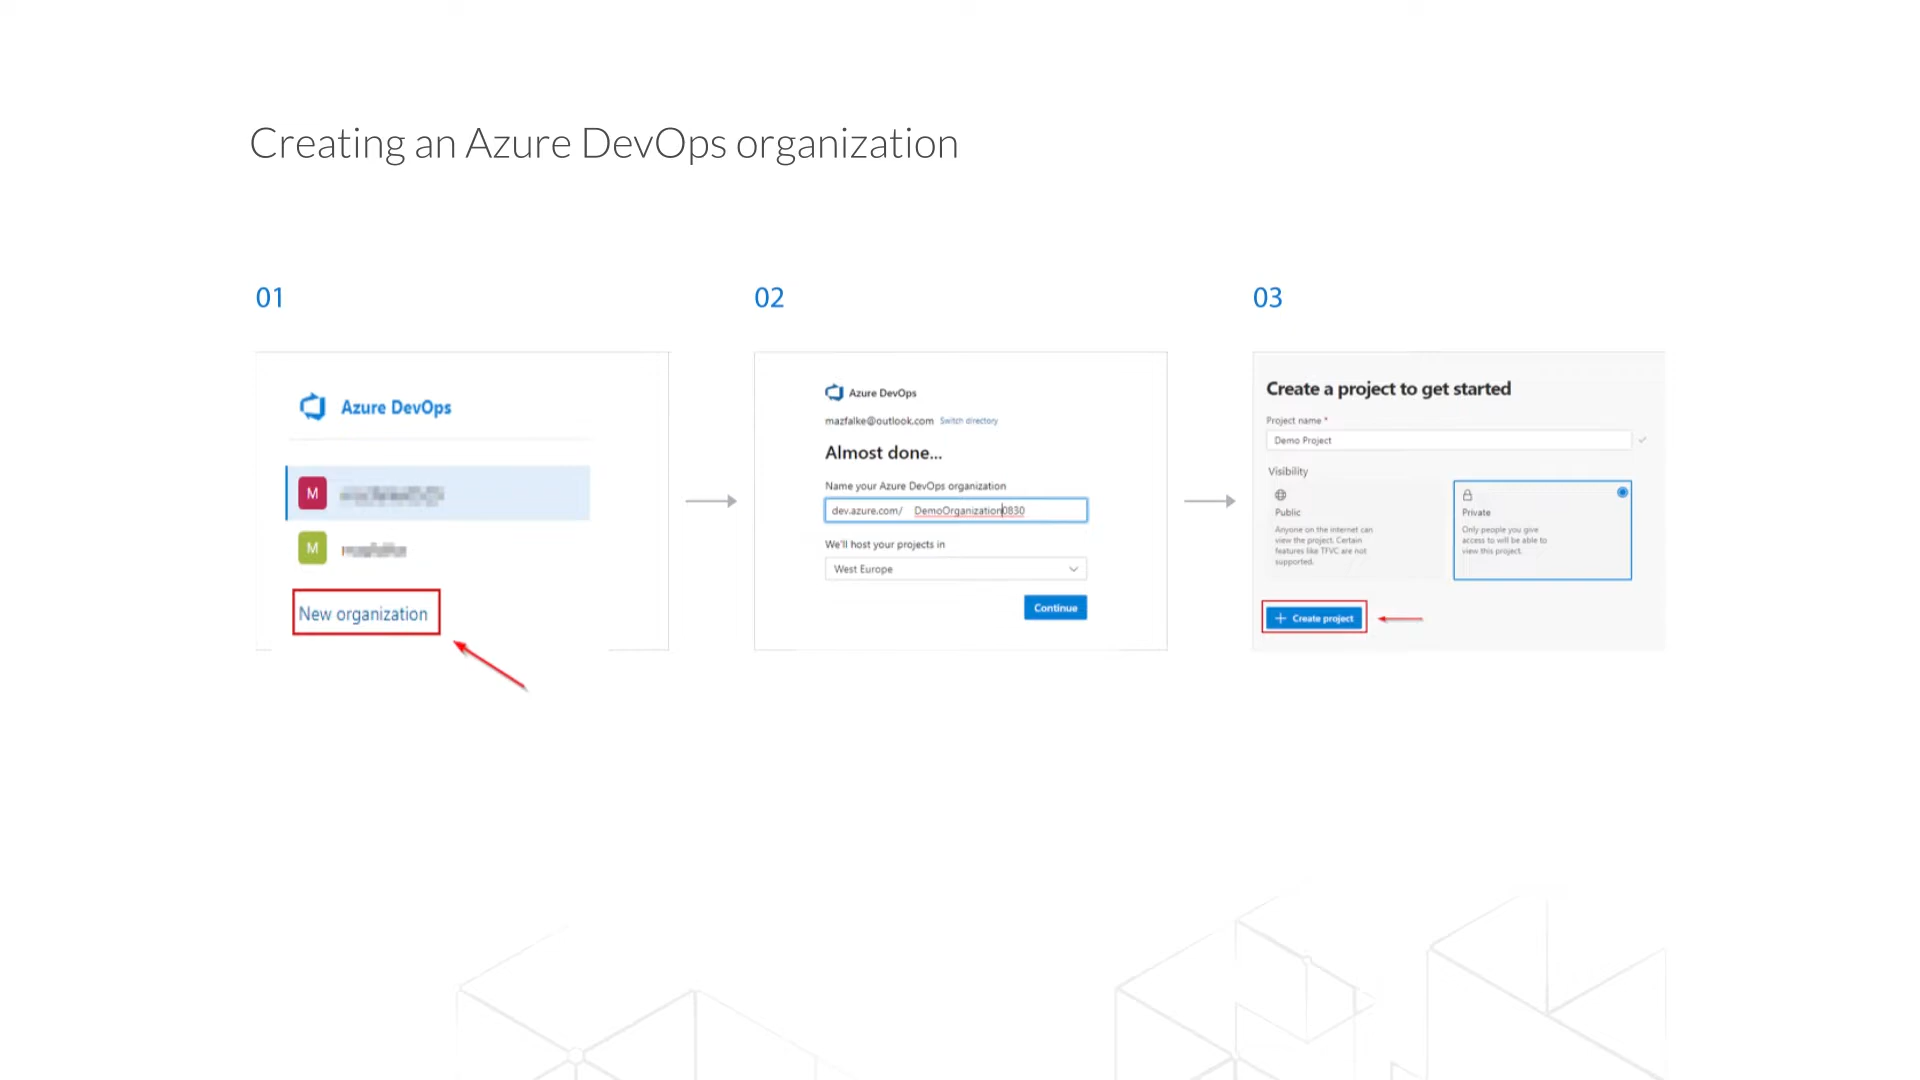 Creating an Azure DevOps organization
01
Azure DevOps
M
M
New organization
02
Azure DevOps
mazfalke@outlook.com Switch directory
Almost done...
Name your Azure DevOps organization
dev.azure.com/ DemoOrganization0830
We'll host your projects in
West Europe
Continue
03
Create a project to get started
Project name *
Demo Project
Visibility
Public
Anyone on the internet can
view the project. Certain
features like TFVC are not
supported.
Private
Only people you give
access to will be able to
view this project.
+ Create project